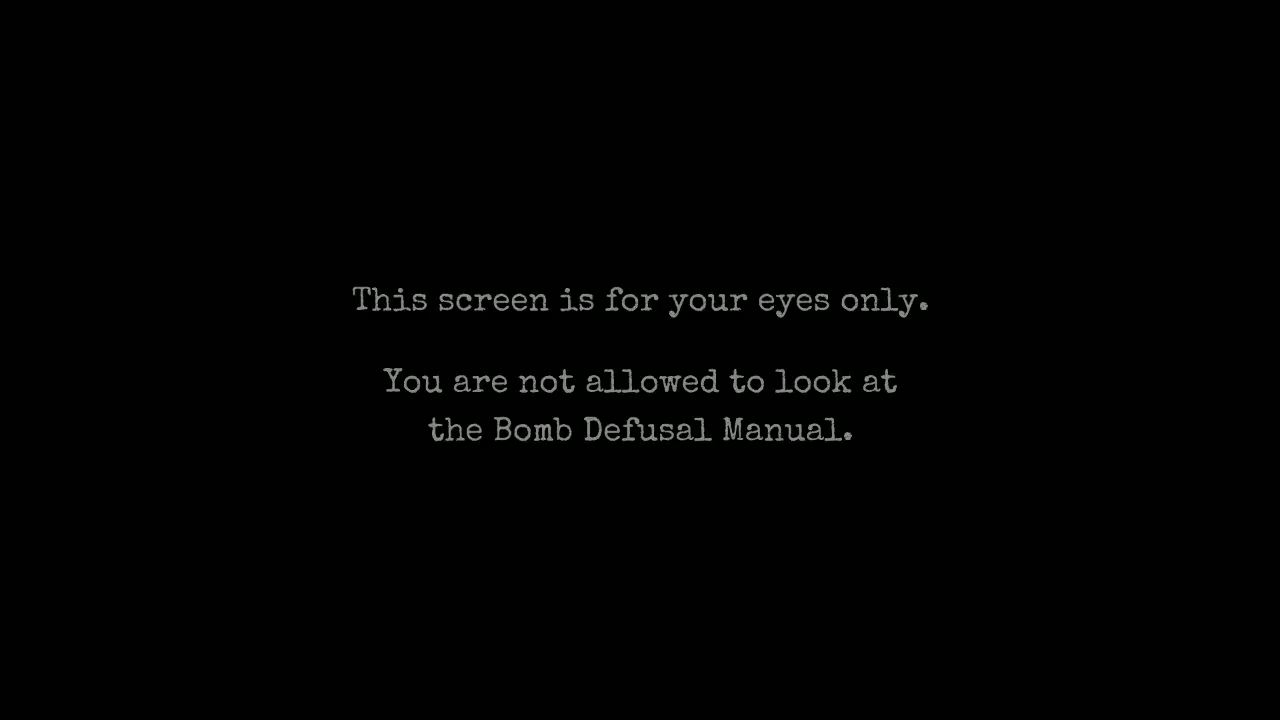 This screen is for your eyes only.
You are not allowed to look at
the Bomb Defusal Manual.